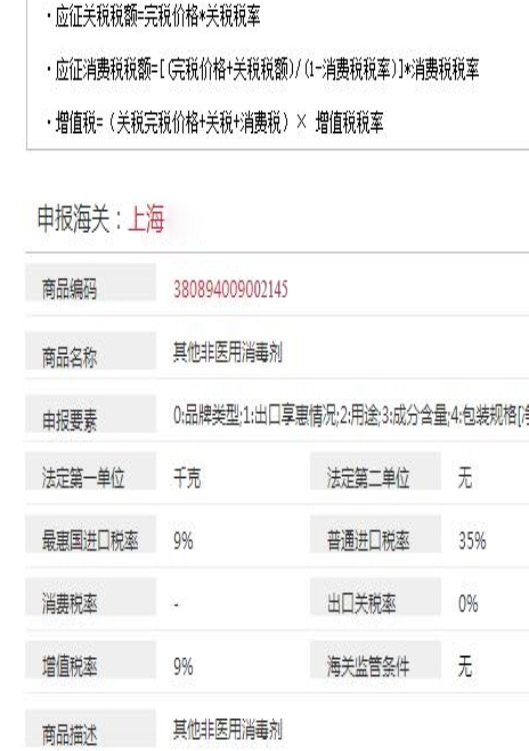 ·应征关税税额=完税价格*关税税率
·应征消费税税额=[(完税价格+关税税额)/(1-消费税税率)]*消费税税率
·增值税=（关税完税价格+关税+消费税）× 增值税税率
申报海关：上海
商品编码 380894009002145
商品名称 其他非医用消毒剂
申报要素 0:品牌类型;1:出口享惠情况;2:用途;3:成分含量;4:包装规格[净
法定第一单位 千克 法定第二单位 无
最惠国进口税率 9% 普通进口税率 35%
消费税率 - 出口关税率 0%
增值税率 9% 海关监管条件 无
商品描述 其他非医用消毒剂